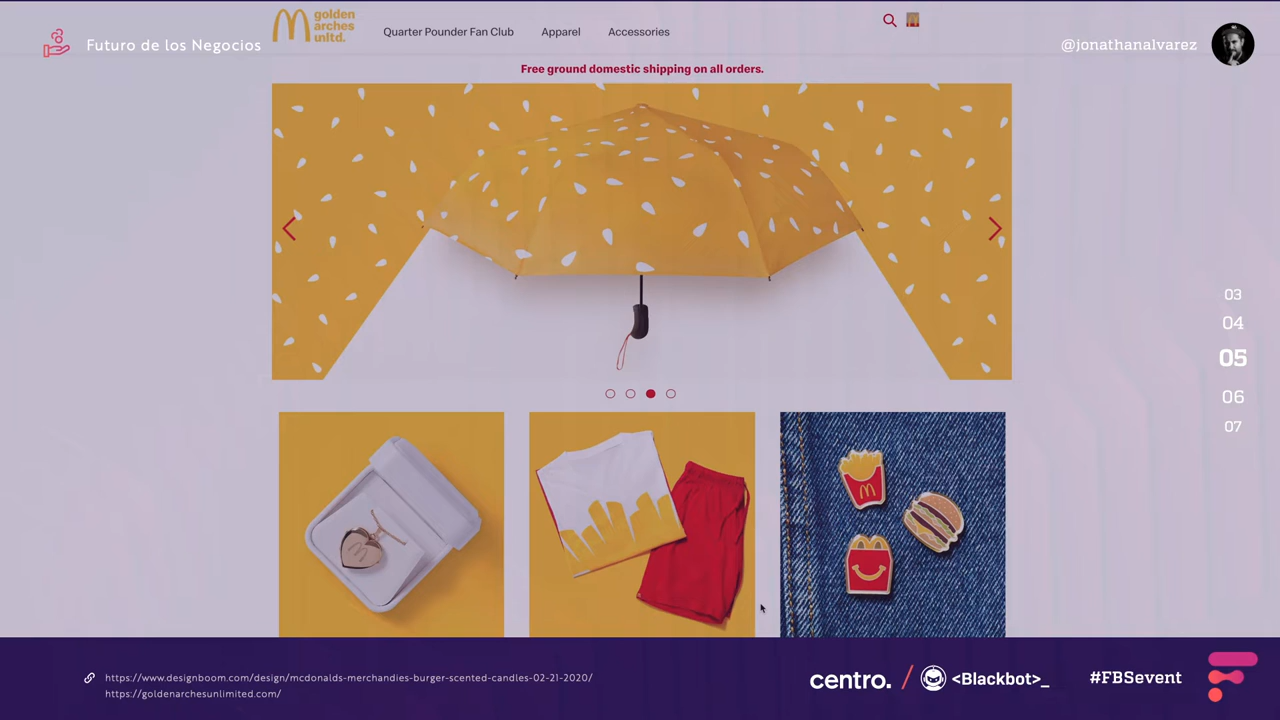 golden
arches
unltd.
Quarter Pounder Fan Club
Apparel
Accessories
Futuro de los Negocios
@jonathanalvarez
Free ground domestic shipping on all orders.
03
04
05
06
07
https://www.designboom.com/design/mcdonalds-merchandies-burger-scented-candles-02-21-2020/
https://goldenarchesunlimited.com/
centro. / <Blackbot>_
#FBSevent